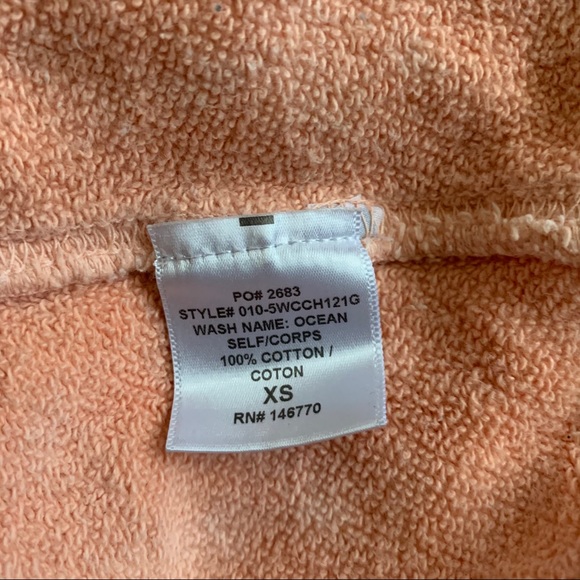 PO# 2683
STYLE# 010-5WCCH121G
WASH NAME: OCEAN
SELF/CORPS
100% COTTON /
COTON
XS
RN# 146770